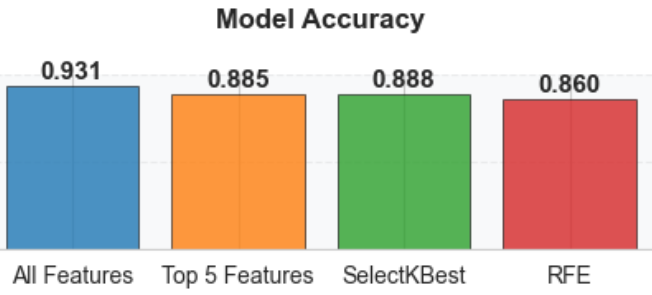 Model Accuracy
0.931 0.885 0.888 0.860
All Features Top 5 Features SelectKBest RFE